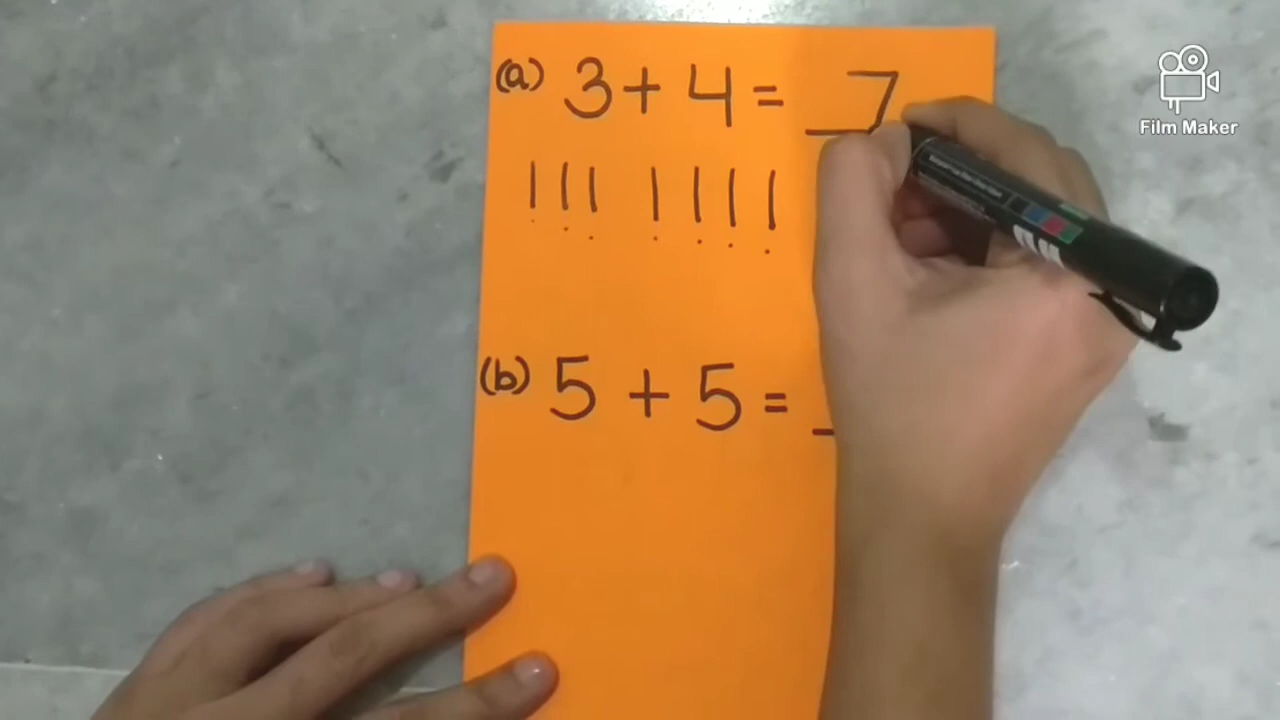 (a) 3 + 4 = 7
||| ||||
(b) 5 + 5 = _
Film Maker